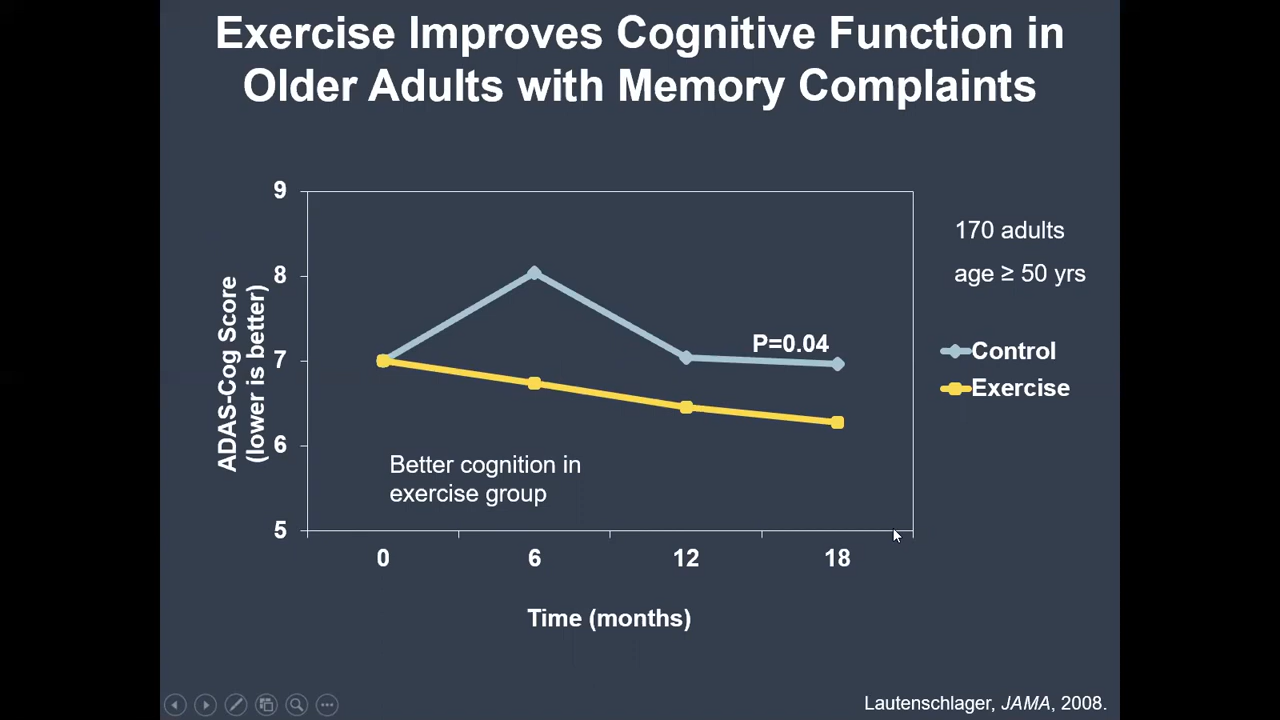 Exercise Improves Cognitive Function in
Older Adults with Memory Complaints
ADAS-Cog Score
(lower is better)
9
8
7
6
5
P=0.04
Better cognition in
exercise group
0 6 12 18
Time (months)
170 adults
age ≥ 50 yrs
Control
Exercise
Lautenschlager, JAMA, 2008.